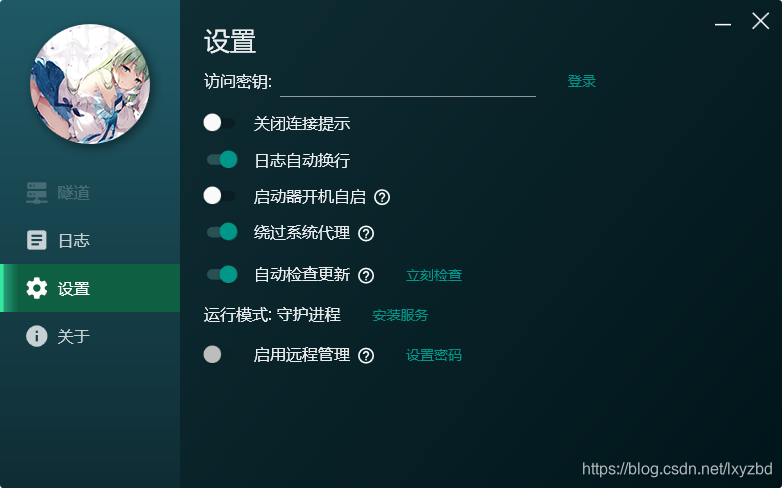 设置
访问密钥: 登录
关闭连接提示
日志自动换行
启动器开机自启
绕过系统代理
自动检查更新 立刻检查
运行模式: 守护进程 安装服务
启用远程管理 设置密码
隧道
日志
设置
关于
https://blog.csdn.net/lxyzbd